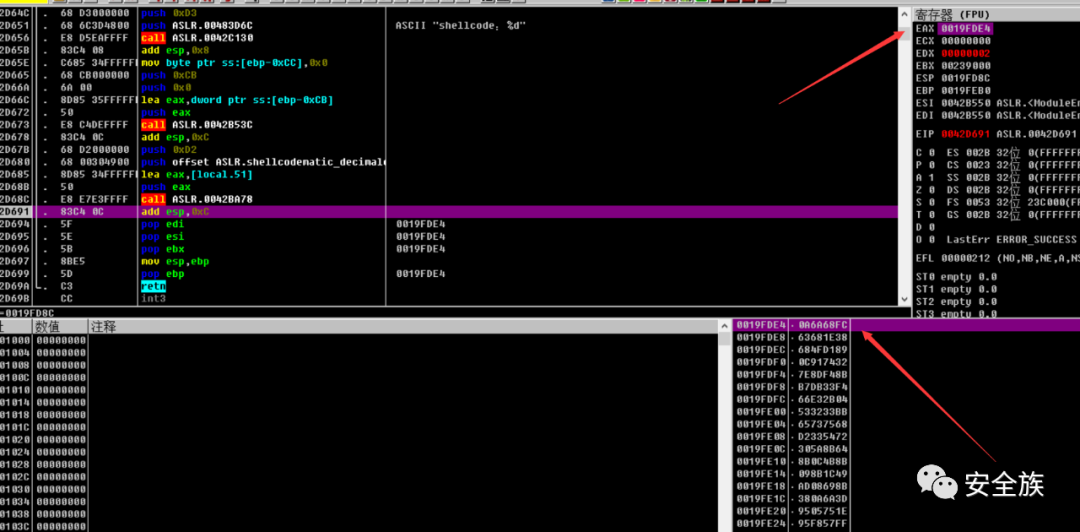 2D64C . 68 D3000000 push 0xD3
2D651 . 68 6C3D4800 push ASLR.00483D6C ASCII "shellcode: %d"
2D656 . E8 D5EAFFFF call ASLR.0042C130
2D65B . 83C4 08 add esp,0x8
2D65E . C685 34FFFFFF mov byte ptr ss:[ebp-0xCC],0x0
2D665 . 68 CB000000 push 0xCB
2D66A . 6A 00 push 0x0
2D66C . 8D85 35FFFFFF lea eax,dword ptr ss:[ebp-0xCB]
2D672 . 50 push eax
2D673 . E8 C4DEFFFF call ASLR.0042B53C
2D678 . 83C4 0C add esp,0xC
2D67B . 68 D2000000 push 0xD2
2D680 . 68 00304900 push offset ASLR.shellcodematic_decimal
2D685 . 8D85 34FFFFFF lea eax,[local.51]
2D68B . 50 push eax
2D68C . E8 E7E3FFFF call ASLR.0042BA78
2D691 . 83C4 0C add esp,0xC
2D694 . 5F pop edi 0019FDE4
2D695 . 5E pop esi 0019FDE4
2D696 . 5B pop ebx 0019FDE4
2D697 . 8BE5 mov esp,ebp
2D699 . 5D pop ebp 0019FDE4
2D69A . C3 retn
2D69B CC int3
=0019FD8C
寄存器 (FPU)
EAX 0019FDE4
ECX 00000000
EDX 00000002
EBX 00239000
ESP 0019FD8C
EBP 0019FEB0
ESI 0042B550 ASLR.<ModuleEn
EDI 0042B550 ASLR.<ModuleEn
EIP 0042D691 ASLR.0042D691
C 0 ES 002B 32位 0(FFFFFFF
P 0 CS 0023 32位 0(FFFFFFF
A 1 SS 002B 32位 0(FFFFFFF
Z 0 DS 002B 32位 0(FFFFFFF
S 0 FS 0053 32位 23C000(FF
T 0 GS 002B 32位 0(FFFFFFF
D 0
O 0 LastErr ERROR_SUCCESS
EFL 00000212 (NO,NB,NE,A,NS
ST0 empty 0.0
ST1 empty 0.0
ST2 empty 0.0
ST3 empty 0.0
址 数值 注释
01000 00000000
01004 00000000
01008 00000000
0100C 00000000
01010 00000000
01014 00000000
01018 00000000
0101C 00000000
01020 00000000
01024 00000000
01028 00000000
0102C 00000000
01030 00000000
01034 00000000
01038 00000000
0103C 00000000
0019FDE4 0A6A68FC
0019FDE8 63681E38
0019FDEC 684FD189
0019FDF0 0C917432
0019FDF4 7E8DF48B
0019FDF8 B7DB33F4
0019FDFC 66E32B04
0019FE00 533233BB
0019FE04 65737568
0019FE08 D2335472
0019FE0C 305A8B64
0019FE10 8B0C4B8B
0019FE14 098B1C49
0019FE18 AD08698B
0019FE1C 380A6A3D
0019FE20 9505751E
0019FE24 95F857FF
安全族